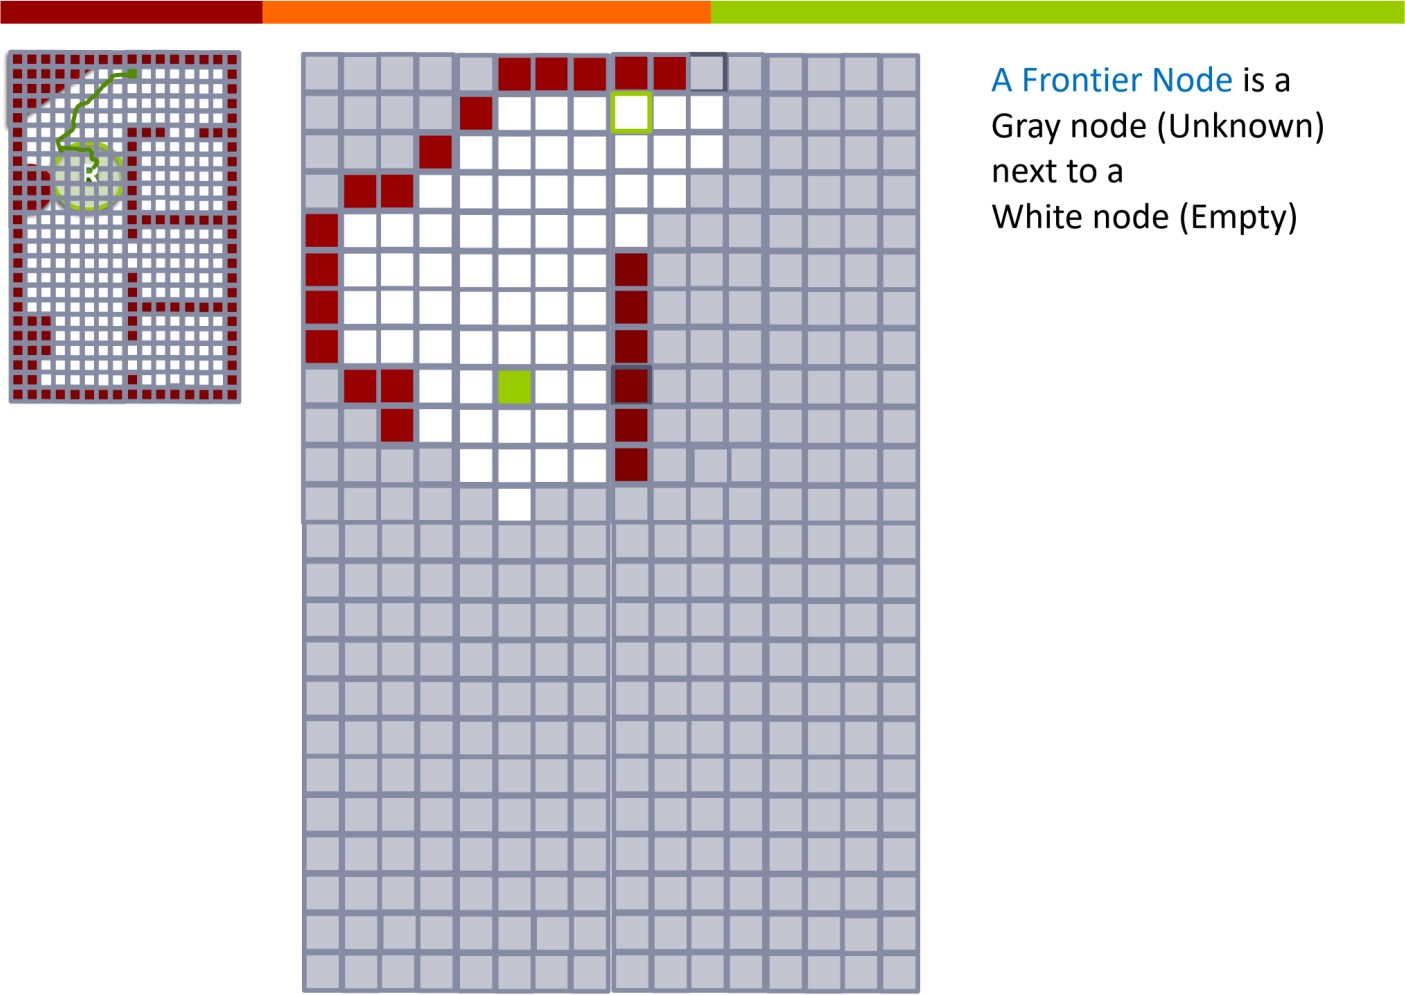 A Frontier Node is a
Gray node (Unknown)
next to a
White node (Empty)